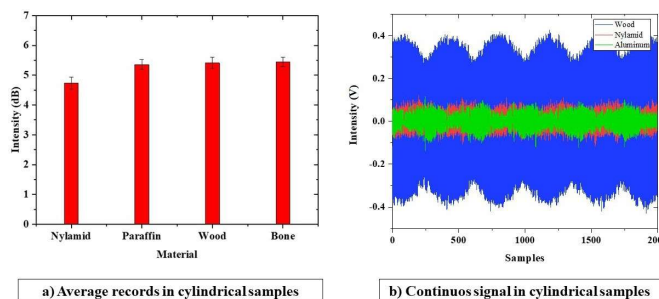 7
6
5
4
3
2
1
0
Intensity (dB)
Nylamid Paraffin Wood Bone
Material
a) Average records in cylindrical samples
0.4
0.2
0.0
-0.2
-0.4
Intensity (V)
Wood
Nylamid
Aluminum
0 500 1000 1500 2000
Samples
b) Continuos signal in cylindrical samples